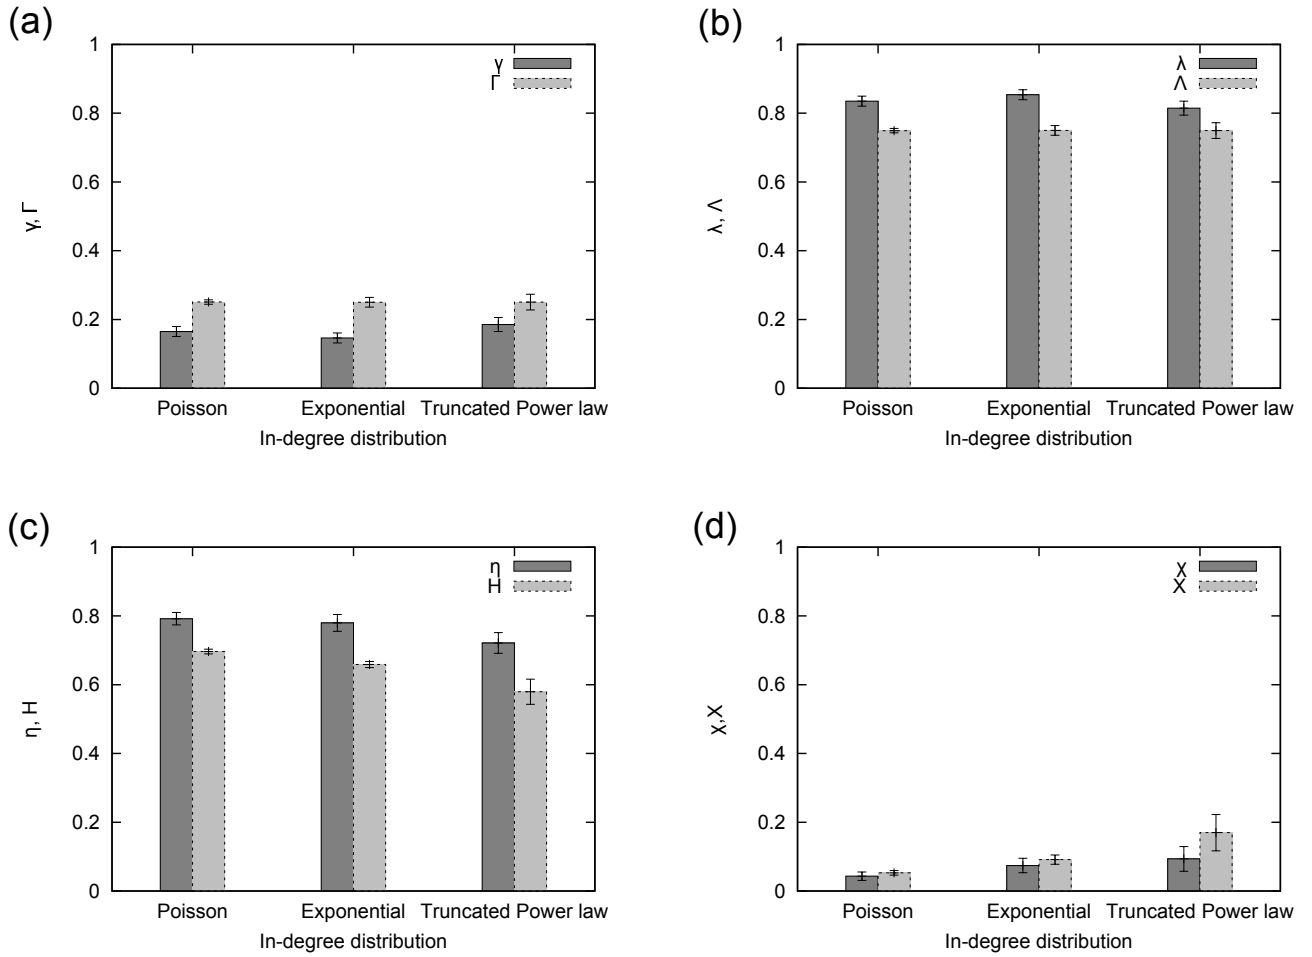 (a)
1
0.8
0.6
0.4
0.2
0
γ, Γ
γ
Γ
Poisson Exponential Truncated Power law
In-degree distribution
(b)
1
0.8
0.6
0.4
0.2
0
λ, Λ
λ
Λ
Poisson Exponential Truncated Power law
In-degree distribution
(c)
1
0.8
0.6
0.4
0.2
0
η, H
η
H
Poisson Exponential Truncated Power law
In-degree distribution
(d)
1
0.8
0.6
0.4
0.2
0
χ,X
χ
X
Poisson Exponential Truncated Power law
In-degree distribution